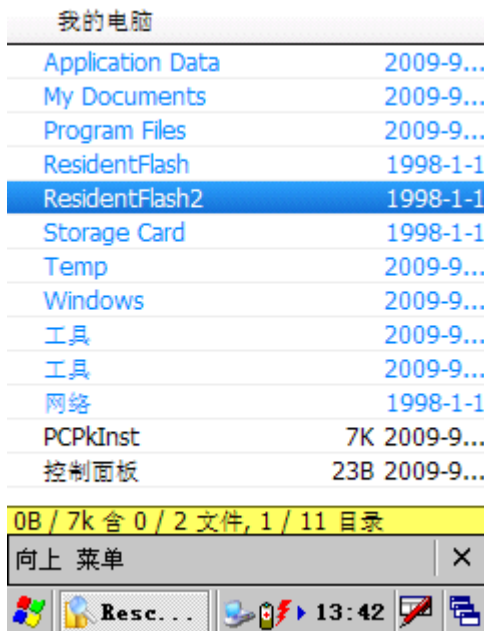 我的电脑
Application Data 2009-9...
My Documents 2009-9...
Program Files 2009-9...
ResidentFlash 1998-1-1
ResidentFlash2 1998-1-1
Storage Card 1998-1-1
Temp 2009-9...
Windows 2009-9...
工具 2009-9...
工具 2009-9...
网络 1998-1-1
PCPkInst 7K 2009-9...
控制面板 23B 2009-9...
0B / 7k 含 0 / 2 文件, 1 / 11 目录
向上 菜单 ×
Resc... 13:42